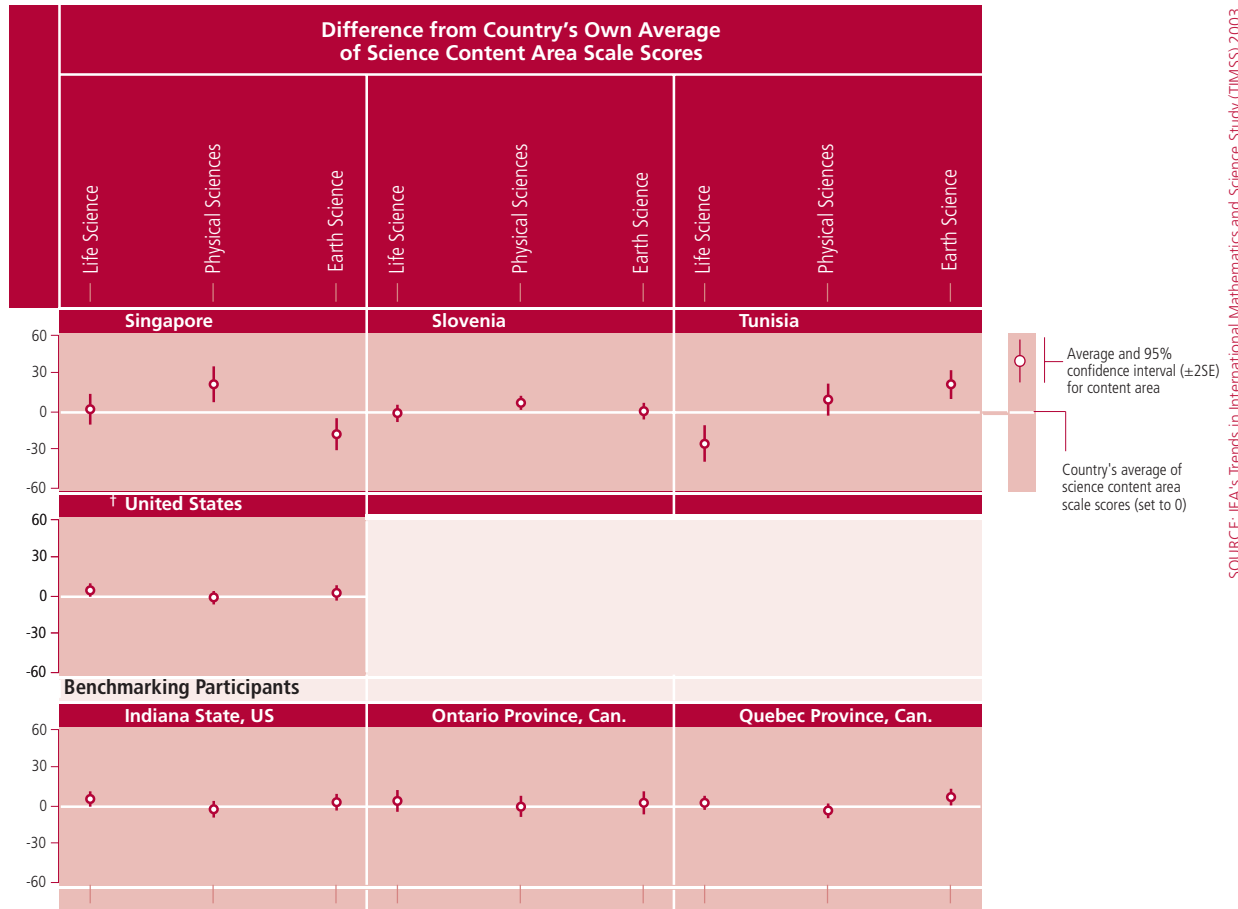 Difference from Country's Own Average
of Science Content Area Scale Scores
Life Science
Physical Sciences
Earth Science
Life Science
Physical Sciences
Earth Science
Life Science
Physical Sciences
Earth Science
Singapore
Slovenia
Tunisia
60
30
0
-30
-60
Average and 95%
confidence interval (±2SE)
for content area
Country's average of
science content area
scale scores (set to 0)
† United States
60
30
0
-30
-60
Benchmarking Participants
Indiana State, US
Ontario Province, Can.
Quebec Province, Can.
60
30
0
-30
-60
SOURCE: IEA's Trends in International Mathematics and Science Study (TIMSS) 2003